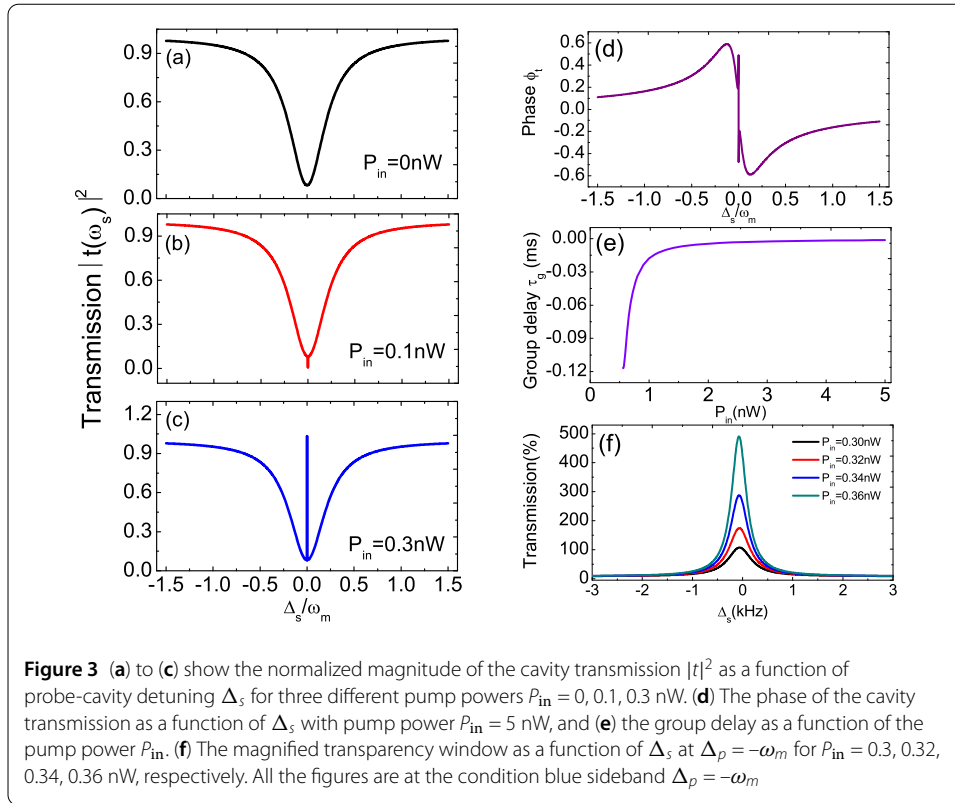 (a)
0.9
0.6
0.3
0.0
P_in=0nW
(b)
0.9
0.6
0.3
0.0
P_in=0.1nW
(c)
1.2
0.9
0.6
0.3
0.0
P_in=0.3nW
-1.5 -1.0 -0.5 0.0 0.5 1.0 1.5
Δ_s/ω_m
Transmission | t(ω_s) |²
(d)
0.6
0.4
0.2
0.0
-0.2
-0.4
-0.6
Phase ϕ_t
-1.5 -1.0 -0.5 0.0 0.5 1.0 1.5
Δ_s/ω_m
(e)
0.00
-0.03
-0.06
-0.09
-0.12
Group delay τ_g (ms)
0 1 2 3 4 5
P_in(nW)
(f)
500
400
300
200
100
0
Transmission(%)
P_in=0.30nW
P_in=0.32nW
P_in=0.34nW
P_in=0.36nW
-3 -2 -1 0 1 2 3
Δ_s(kHz)
Figure 3 (a) to (c) show the normalized magnitude of the cavity transmission |t|² as a function of
probe-cavity detuning Δ_s for three different pump powers P_in = 0, 0.1, 0.3 nW. (d) The phase of the cavity
transmission as a function of Δ_s with pump power P_in = 5 nW, and (e) the group delay as a function of the
pump power P_in. (f) The magnified transparency window as a function of Δ_s at Δ_p = –ω_m for P_in = 0.3, 0.32,
0.34, 0.36 nW, respectively. All the figures are at the condition blue sideband Δ_p = –ω_m